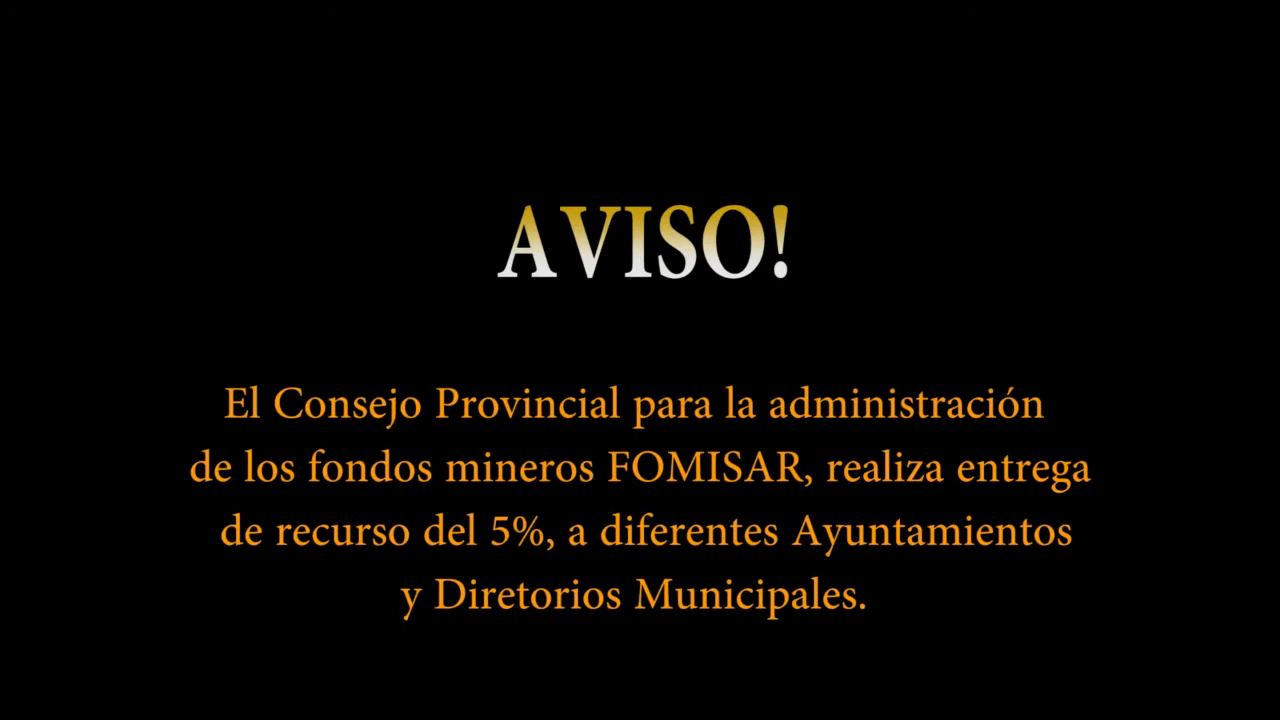 AVISO!
El Consejo Provincial para la administración
de los fondos mineros FOMISAR, realiza entrega
de recurso del 5%, a diferentes Ayuntamientos
y Diretorios Municipales.